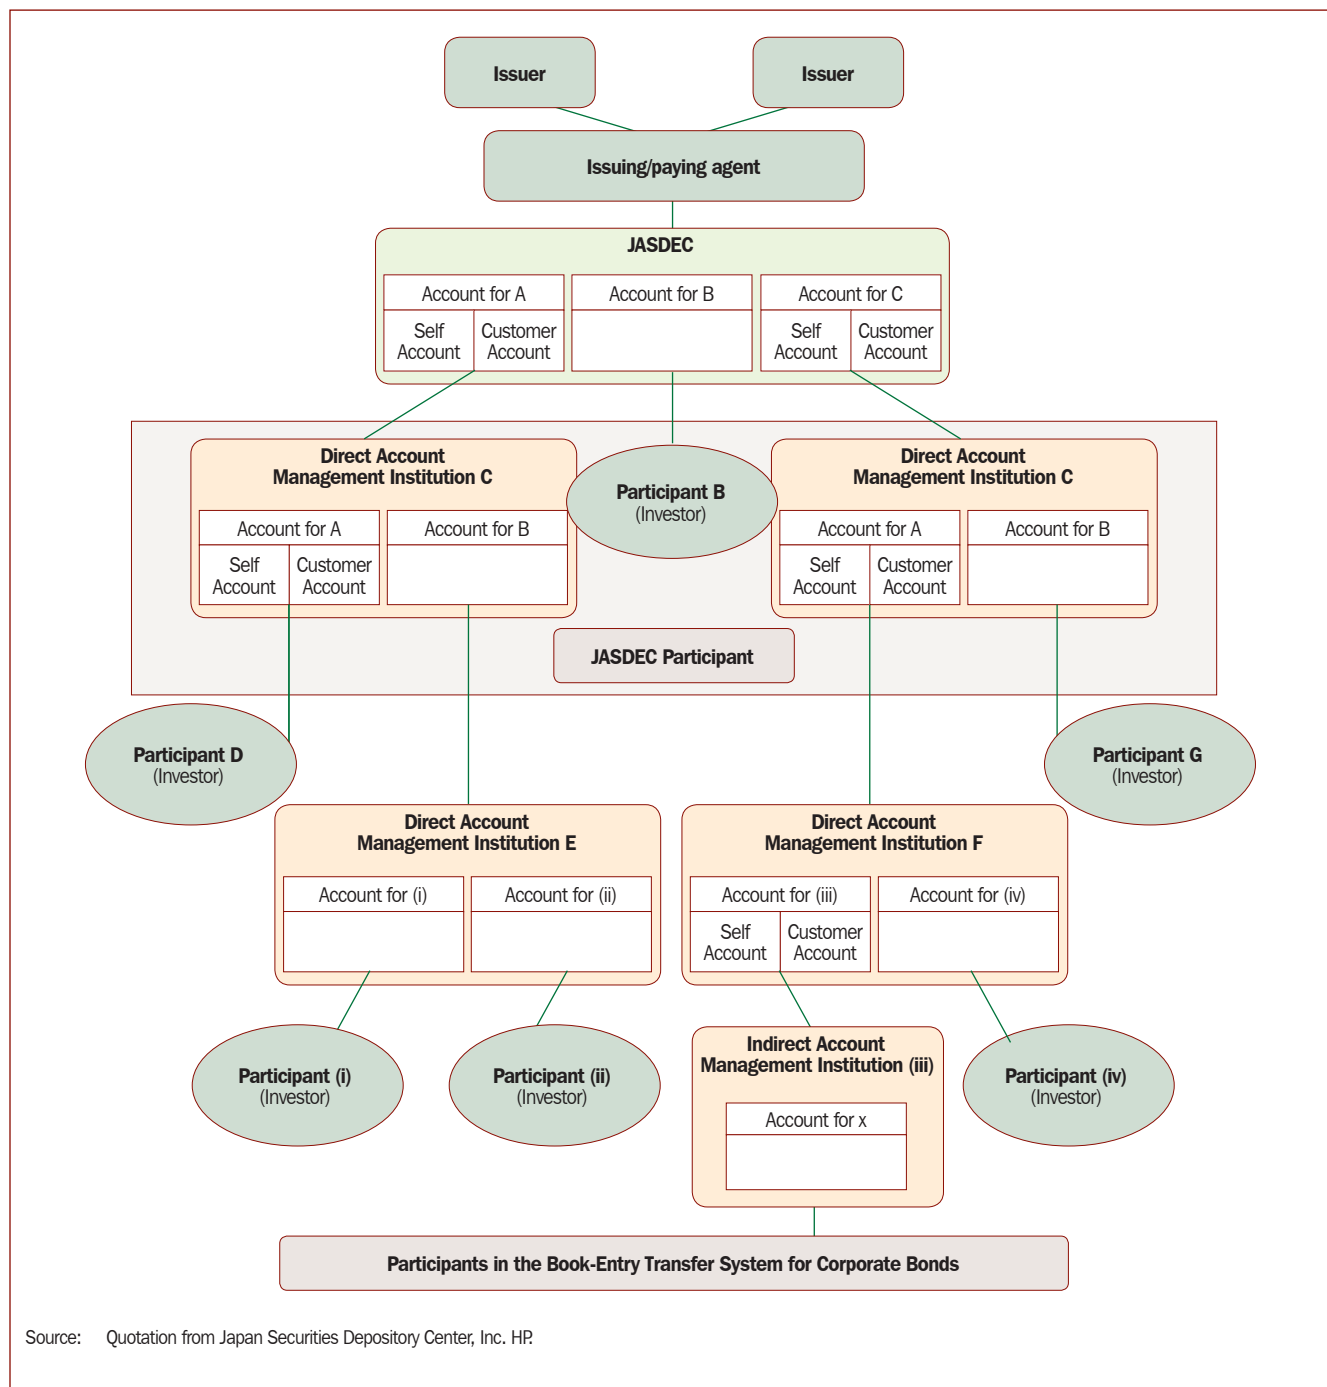 Issuer
Issuer
Issuing/paying agent
JASDEC
Account for A
Self
Account
Customer
Account
Account for B
Account for C
Self
Account
Customer
Account
Direct Account
Management Institution C
Account for A
Self
Account
Customer
Account
Account for B
Participant B
(Investor)
Direct Account
Management Institution C
Account for A
Self
Account
Customer
Account
Account for B
JASDEC Participant
Participant D
(Investor)
Participant G
(Investor)
Direct Account
Management Institution E
Account for (i)
Account for (ii)
Direct Account
Management Institution F
Account for (iii)
Self
Account
Customer
Account
Account for (iv)
Participant (i)
(Investor)
Participant (ii)
(Investor)
Indirect Account
Management Institution (iii)
Account for x
Participant (iv)
(Investor)
Participants in the Book-Entry Transfer System for Corporate Bonds
Source: Quotation from Japan Securities Depository Center, Inc. HP.